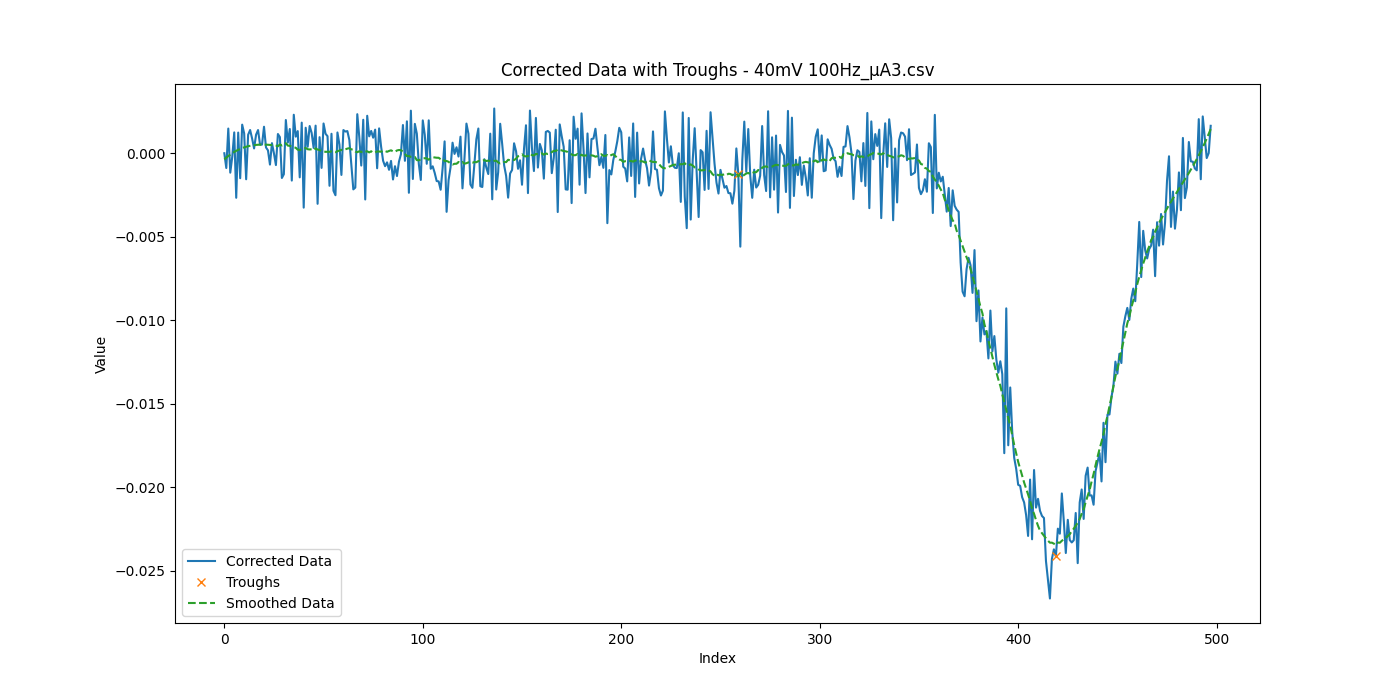 Corrected Data with Troughs - 40mV 100Hz_µA3.csv
Value
0.000
−0.005
−0.010
−0.015
−0.020
−0.025
Corrected Data
Troughs
Smoothed Data
0 100 200 300 400 500
Index